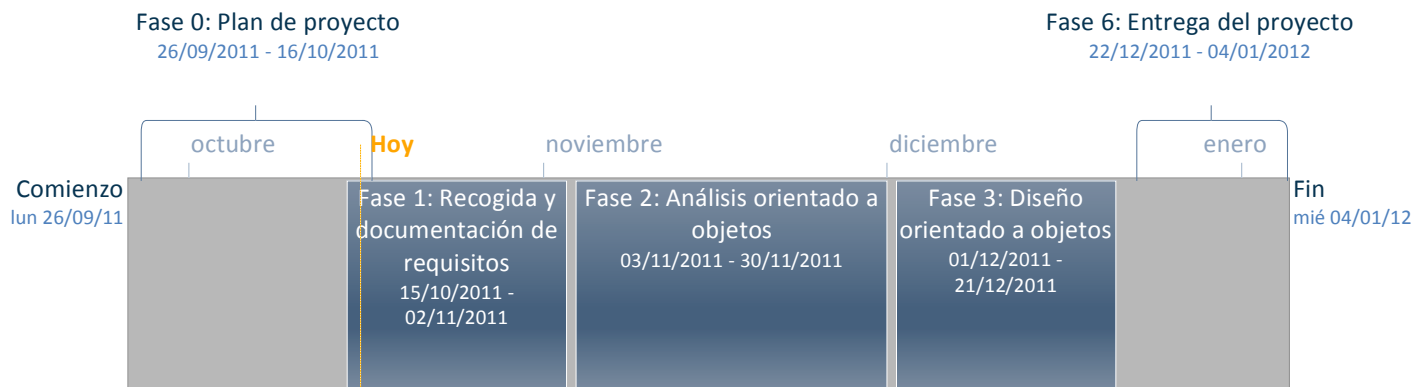 Fase 0: Plan de proyecto
26/09/2011 - 16/10/2011
Fase 6: Entrega del proyecto
22/12/2011 - 04/01/2012
octubre
Hoy
noviembre
diciembre
enero
Comienzo
lun 26/09/11
Fase 1: Recogida y
documentación de
requisitos
15/10/2011 -
02/11/2011
Fase 2: Análisis orientado a
objetos
03/11/2011 - 30/11/2011
Fase 3: Diseño
orientado a objetos
01/12/2011 -
21/12/2011
Fin
mié 04/01/12